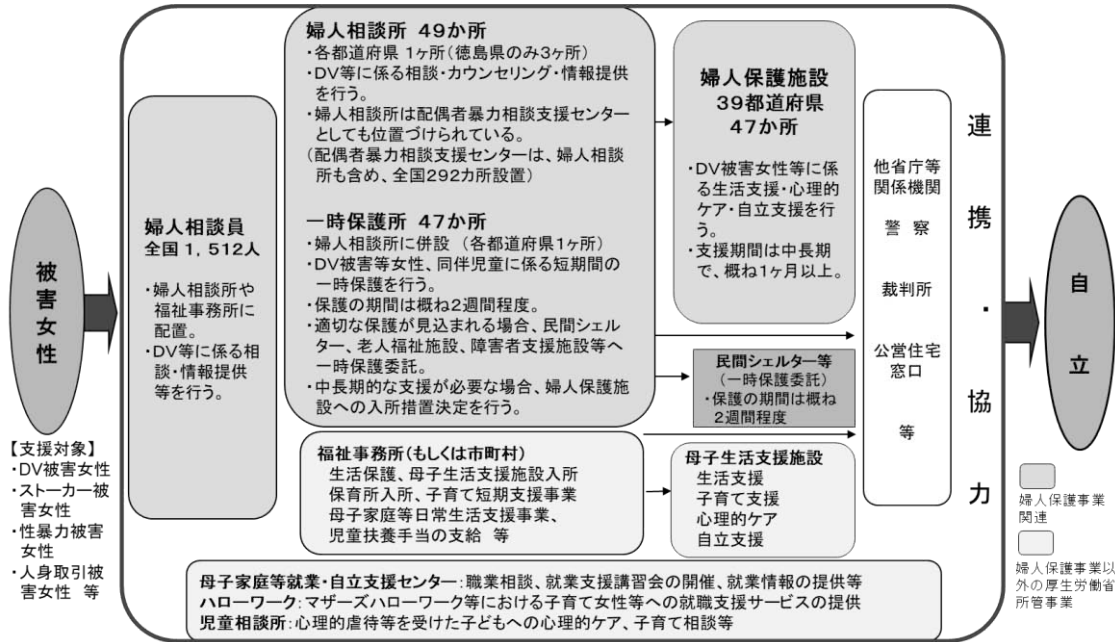 被害女性
【支援対象】
・DV被害女性
・ストーカー被
害女性
・性暴力被害
女性
・人身取引被
害女性 等
婦人相談員
全国 1,512人
・婦人相談所や
福祉事務所に
配置。
・DV等に係る相
談・情報提供
等を行う。
婦人相談所 49か所
・各都道府県 1ヶ所(徳島県のみ3ヶ所)
・DV等に係る相談・カウンセリング・情報提供
を行う。
・婦人相談所は配偶者暴力相談支援センター
としても位置づけられている。
(配偶者暴力相談支援センターは、婦人相談
所も含め、全国292カ所設置)
一時保護所 47か所
・婦人相談所に併設 (各都道府県1ヶ所)
・DV被害等女性、同伴児童に係る短期間の
一時保護を行う。
・保護の期間は概ね2週間程度。
・適切な保護が見込まれる場合、民間シェル
ター、老人福祉施設、障害者支援施設等へ
一時保護委託。
・中長期的な支援が必要な場合、婦人保護施
設への入所措置決定を行う。
福祉事務所(もしくは市町村)
生活保護、母子生活支援施設入所
保育所入所、子育て短期支援事業
母子家庭等日常生活支援事業、
児童扶養手当の支給 等
婦人保護施設
39都道府県
47か所
・DV被害女性等に係
る生活支援・心理的
ケア・自立支援を行
う。
・支援期間は中長期
で、概ね1ヶ月以上。
民間シェルター等
(一時保護委託)
・保護の期間は概ね
2週間程度
母子生活支援施設
生活支援
子育て支援
心理的ケア
自立支援
他省庁等
関係機関
警 察
裁判所
公営住宅
窓口
等
連携・協力
自立
母子家庭等就業・自立支援センター:職業相談、就業支援講習会の開催、就業情報の提供等
ハローワーク:マザーズハローワーク等における子育て女性等への就職支援サービスの提供
児童相談所:心理的虐待等を受けた子どもへの心理的ケア、子育て相談等
婦人保護事業
関連
婦人保護事業以
外の厚生労働省
所管事業